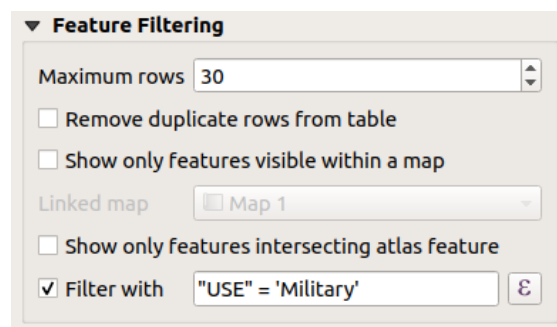 Feature Filtering
Maximum rows 30
Remove duplicate rows from table
Show only features visible within a map
Linked map Map 1
Show only features intersecting atlas feature
Filter with "USE" = 'Military' ε